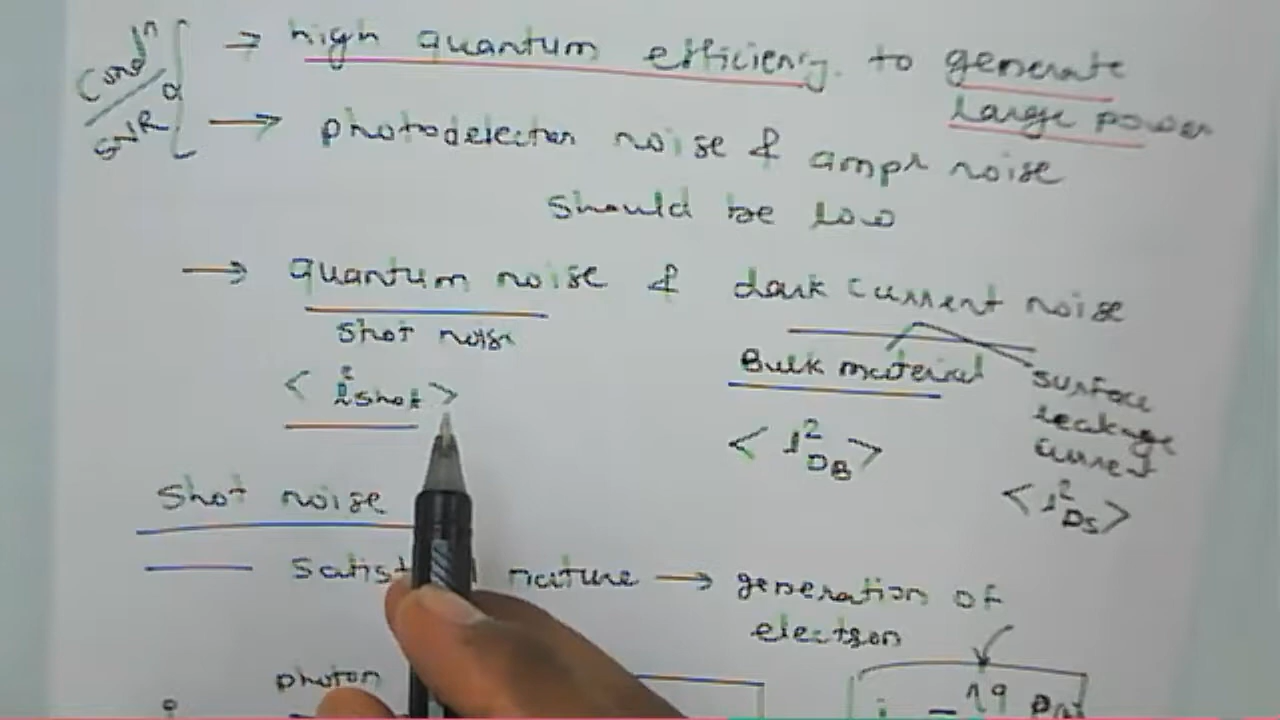 Condⁿ
SNR α
→ high quantum efficieny. to generate
large power
→ photodetector noise & ampr noise
should be low
→ quantum noise & dark current noise
shot noise
Bulk material
surface
leakage
current
< i²shot >
< i²DB >
< i²DS >
shot noise
nature → generation of
electron
photon